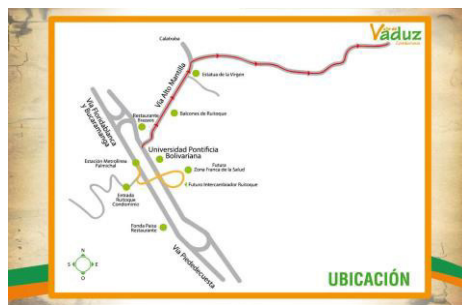 Vaduz
Condominio
Calahuho
Vía Alto Mantilla
Estatua de la Virgen
Vía Floridablanca
y Bucaramanga
Restaurante
Balcones de Ruitoque
Universidad Pontificia
Bolivariana
Estación Metrolínea
Palmichal
Futura
Zona Franca de la Salud
Futuro Intercambiador Ruitoque
Entrada
Ruitoque
Condominio
Fonda Paisa
Restaurante
Vía Piedecuesta
N
S
E
O
UBICACIÓN